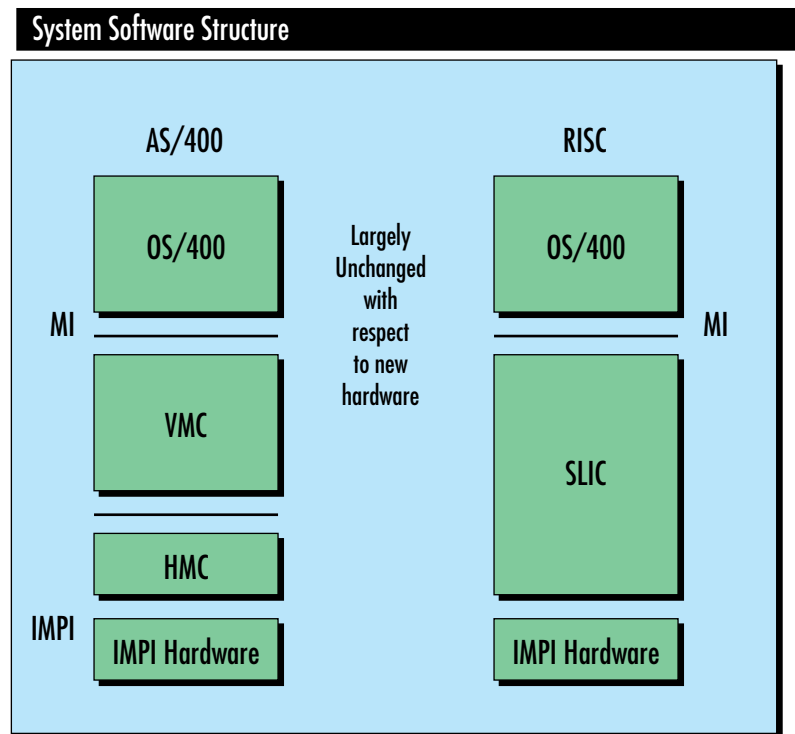 System Software Structure
AS/400
RISC
OS/400
Largely
Unchanged
with
respect
to new
hardware
OS/400
MI
MI
VMC
SLIC
HMC
IMPI
IMPI Hardware
IMPI Hardware